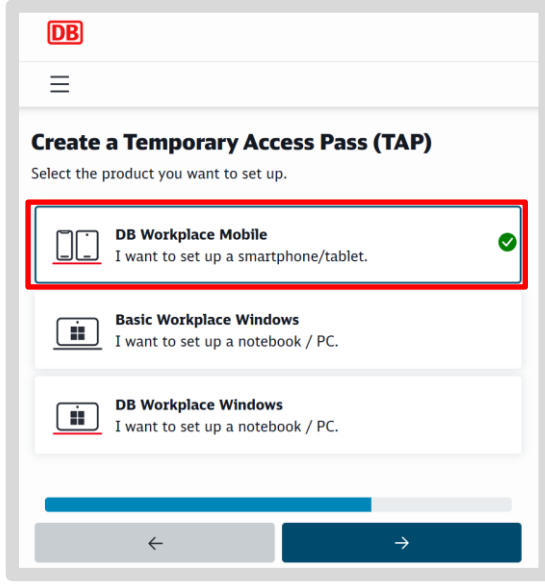 DB
Create a Temporary Access Pass (TAP)
Select the product you want to set up.
DB Workplace Mobile
I want to set up a smartphone/tablet.
Basic Workplace Windows
I want to set up a notebook / PC.
DB Workplace Windows
I want to set up a notebook / PC.